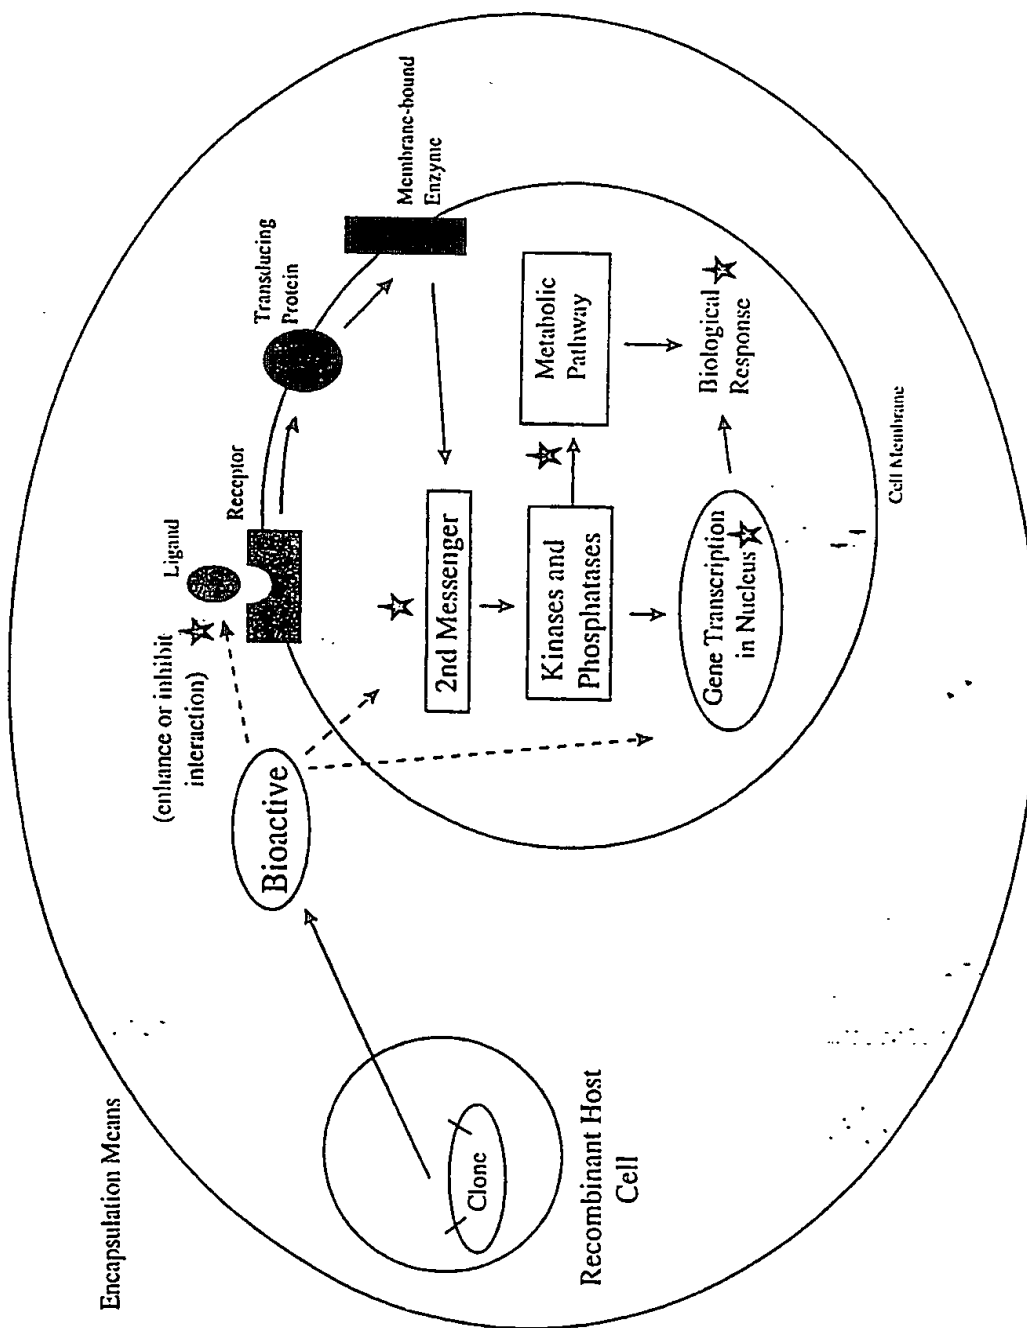 Encapsulation Means
(enhance or inhibit
interaction)
Ligand
Receptor
Transducing
Protein
Membrane-bound
Enzyme
Bioactive
2nd Messenger
Kinases and
Phosphatases
Metabolic
Pathway
Clone
Gene Transcription
in Nucleus
Biological
Response
Recombinant Host
Cell
Cell Membrane